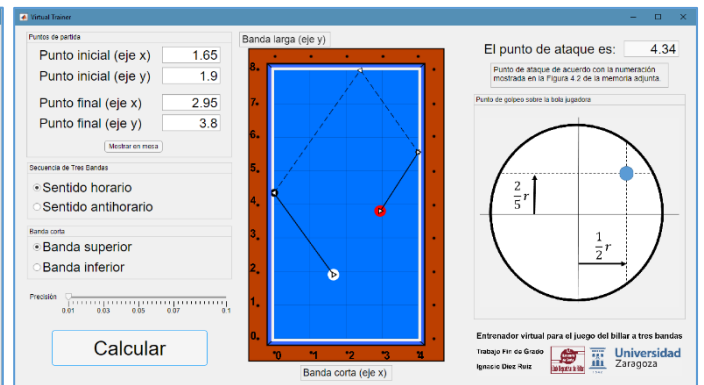 Virtual Trainer
Puntos de partida
Punto inicial (eje x) 1.65
Punto inicial (eje y) 1.9
Punto final (eje x) 2.95
Punto final (eje y) 3.8
Mostrar en mesa
Secuencia de Tres Bandas
Sentido horario
Sentido antihorario
Banda corta
Banda superior
Banda inferior
Precisión
0.01 0.03 0.05 0.07 0.1
Calcular
Banda larga (eje y)
8
7
6
5
4
3
2
1
0
0 1 2 3 4
Banda corta (eje x)
El punto de ataque es: 4.34
Punto de ataque de acuerdo con la numeración
mostrada en la Figura 4.2 de la memoria adjunta.
Punto de golpeo sobre la bola jugadora
2/5 r
1/2 r
Entrenador virtual para el juego del billar a tres bandas
Trabajo Fin de Grado
Ignacio Díez Ruiz
Universidad
Zaragoza